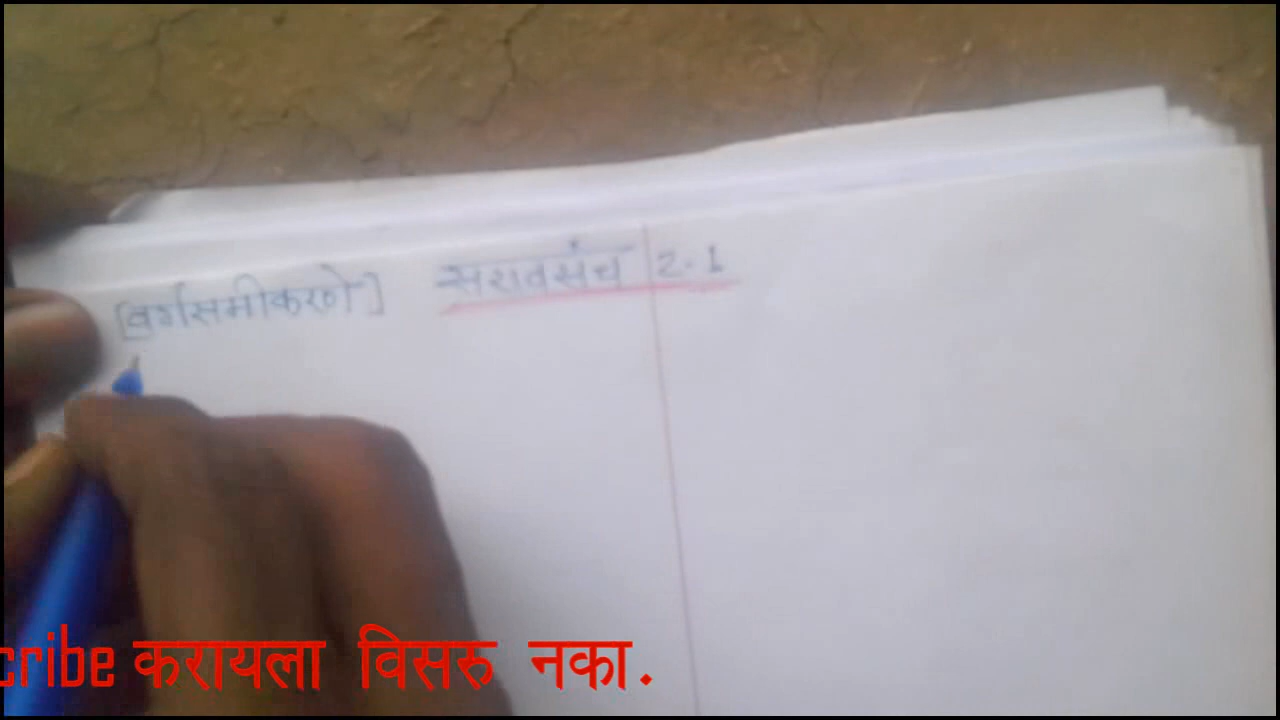 [वर्गसमीकरणे] सरावसंच 2.1
cribe करायला विसरु नका.